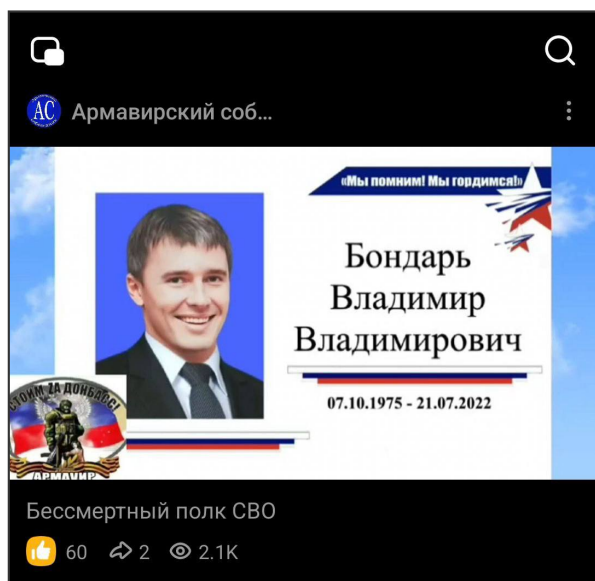 АС Армавирский соб...
«Мы помним! Мы гордимся!»
Бондарь
Владимир
Владимирович
07.10.1975 - 21.07.2022
СТОИМ ZА ДОНБАСС!
АРМАВИР
Бессмертный полк СВО
60 2 2.1K